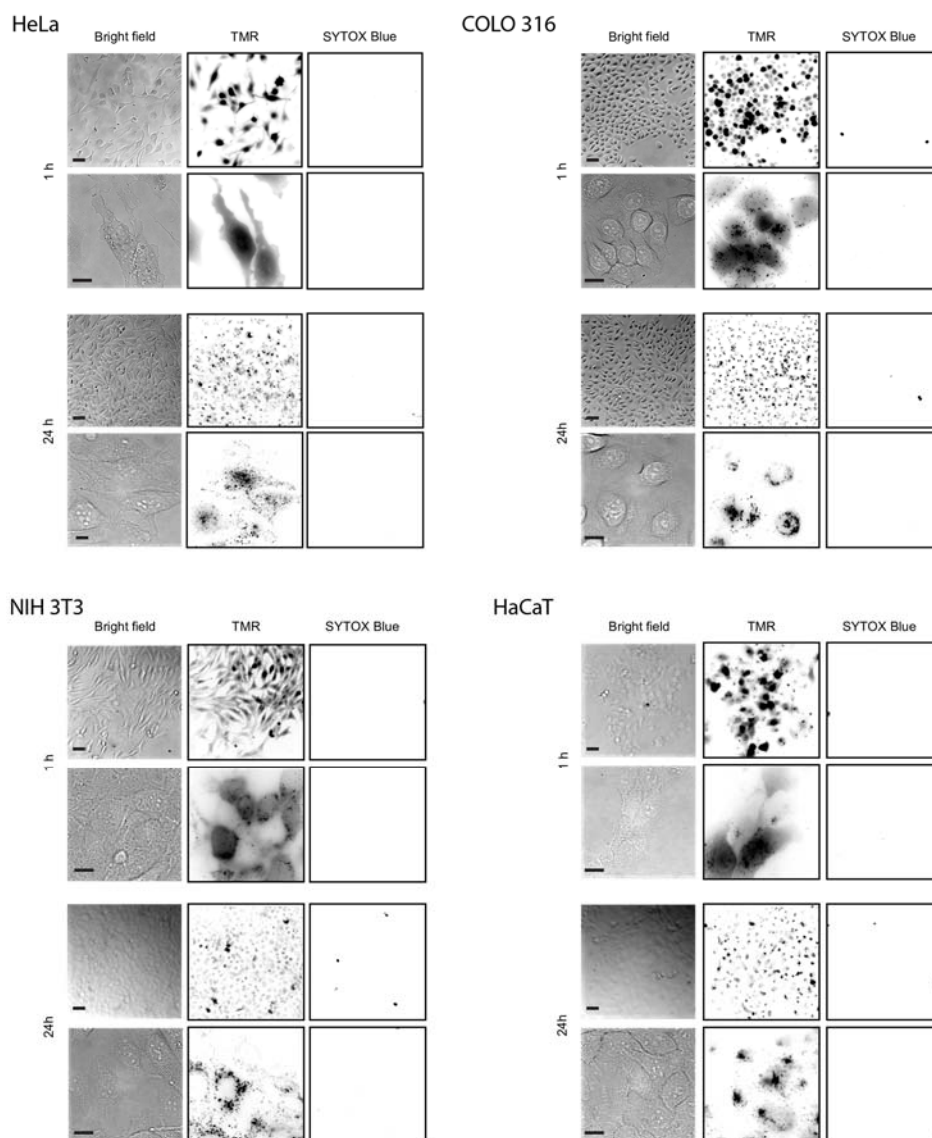 HeLa
Bright field TMR SYTOX Blue
1 h
24h
COLO 316
Bright field TMR SYTOX Blue
1 h
24h
NIH 3T3
Bright field TMR SYTOX Blue
1 h
24h
HaCaT
Bright field TMR SYTOX Blue
1 h
24h